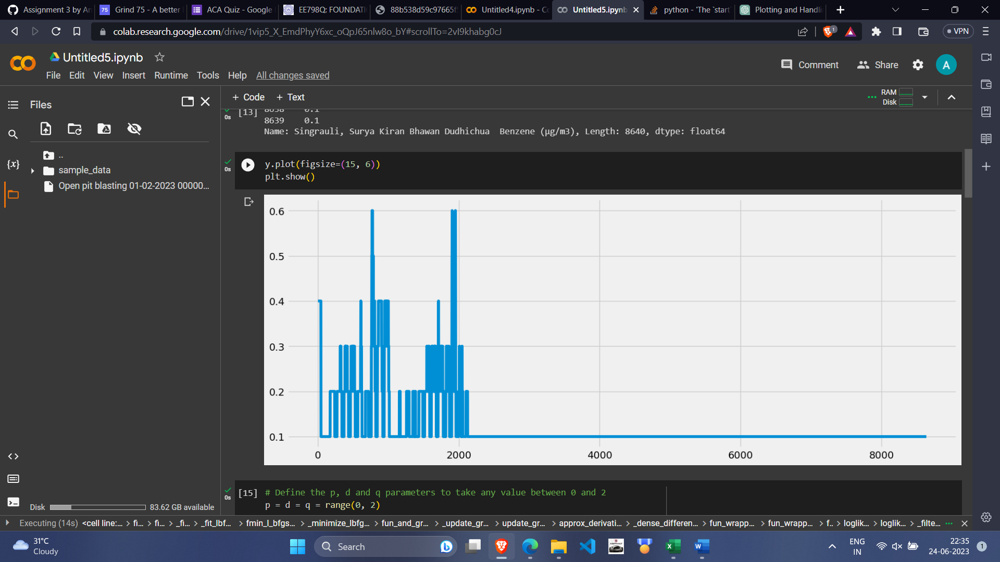 Assignment 3 by An
75 Grind 75 - A better
ACA Quiz - Google
EE798Q: FOUNDATI
88b538d59c97665f
Untitled4.ipynb - Co
Untitled5.ipynb
python - 'The `start`
Plotting and Handli
colab.research.google.com/drive/1vip5_X_EmdPhyY6xc_oQpJ65nlw8o_bY#scrollTo=2vI9khabg0cJ
1
VPN
Untitled5.ipynb
File Edit View Insert Runtime Tools Help All changes saved
Comment Share A
Files
+ Code + Text
RAM
Disk
..
sample_data
Open pit blasting 01-02-2023 00000...
{x}
0s [13] 8638 0.1
8639 0.1
Name: Singrauli, Surya Kiran Bhawan Dudhichua  Benzene (µg/m3), Length: 8640, dtype: float64
0s
y.plot(figsize=(15, 6))
plt.show()
0.6
0.5
0.4
0.3
0.2
0.1
0 2000 4000 6000 8000
0s [15] # Define the p, d and q parameters to take any value between 0 and 2
p = d = q = range(0, 2)
Disk 83.62 GB available
Executing (14s) <cell line:... > fi... > fi... > _fi... > _fit_lbf... > fmin_l_bfgs... > _minimize_lbfg... > fun_and_gr... > _update_gr... > update_gr... > approx_derivati... > _dense_differen... > fun_wrapp... > fun_wrapp... > f... > loglik... > loglik... > _filte... ...
31°C
Cloudy
Search
ENG
IN
22:35
24-06-2023
1